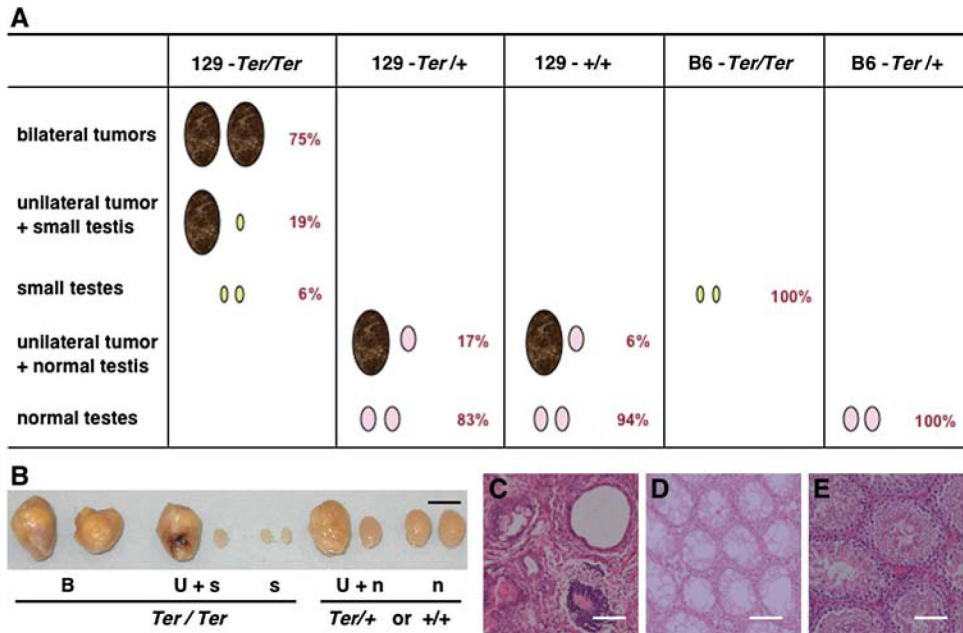 A
129 - Ter/Ter 129 - Ter/+ 129 - +/+ B6 - Ter/Ter B6 - Ter/+
bilateral tumors 75%
unilateral tumor
+ small testis 19%
small testes 6% 100%
unilateral tumor
+ normal testis 17% 6%
normal testes 83% 94% 100%
B C D E
B U + s s U + n n
Ter / Ter Ter/+ or +/+